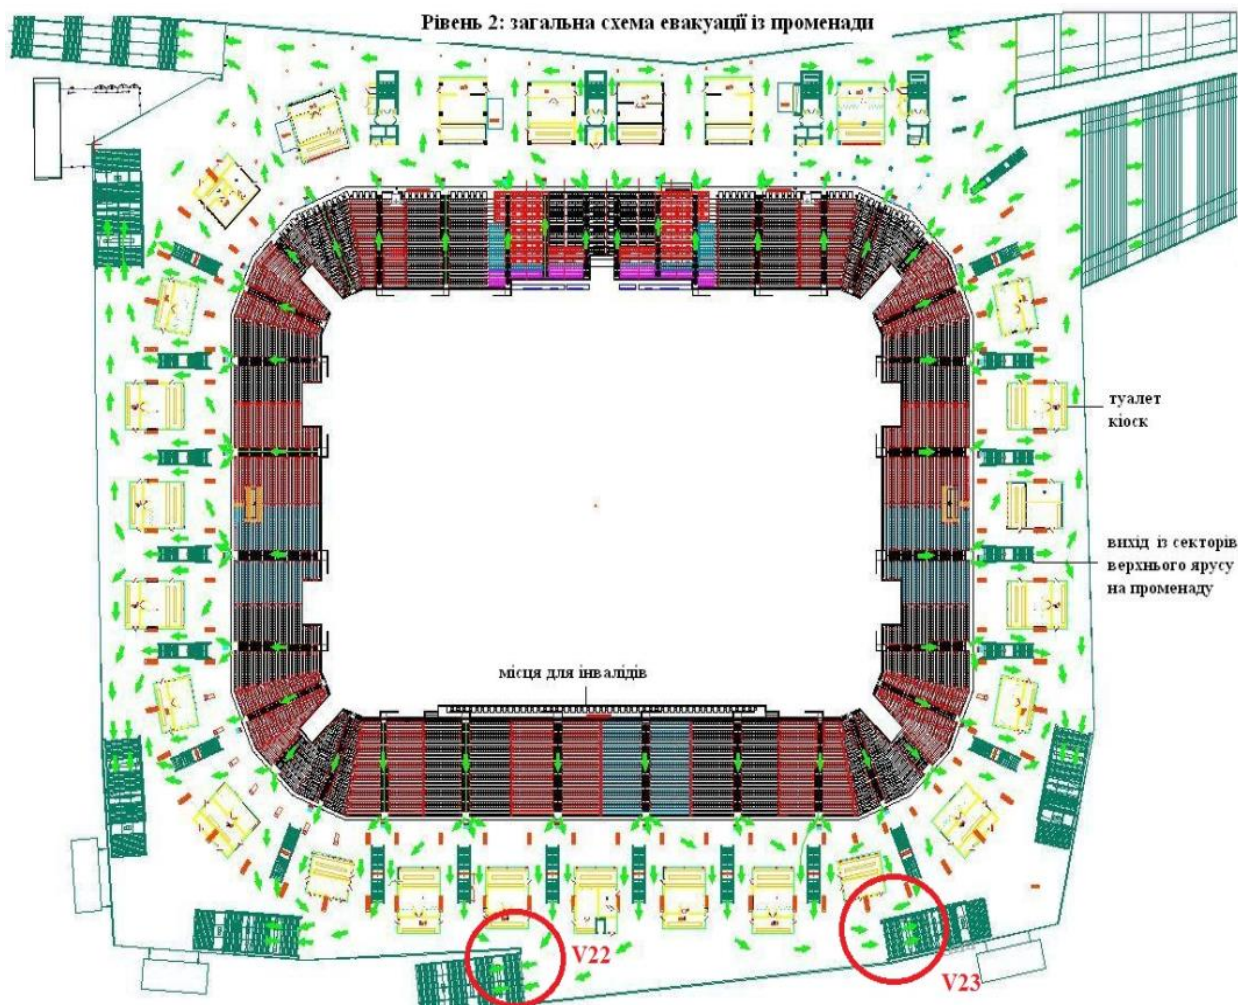 Рівень 2: загальна схема евакуації із променади
туалет
кіоск
вихід із секторів
верхнього ярусу
на променаду
місця для інвалідів
V22
V23